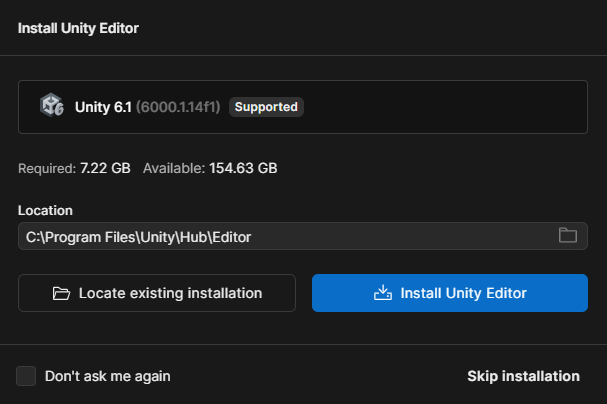 Install Unity Editor
Unity 6.1 (6000.1.14f1) Supported
Required: 7.22 GB Available: 154.63 GB
Location
C:\Program Files\Unity\Hub\Editor
Locate existing installation Install Unity Editor
Don't ask me again Skip installation